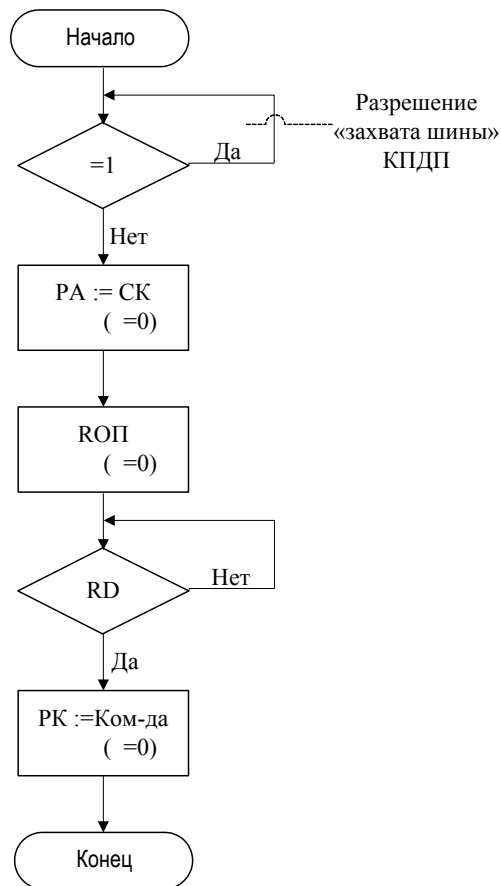 Начало
Разрешение
«захвата шины»
КПДП
=1
Да
Нет
РА := СК
( =0)
RОП
( =0)
RD
Нет
Да
РК :=Ком-да
( =0)
Конец